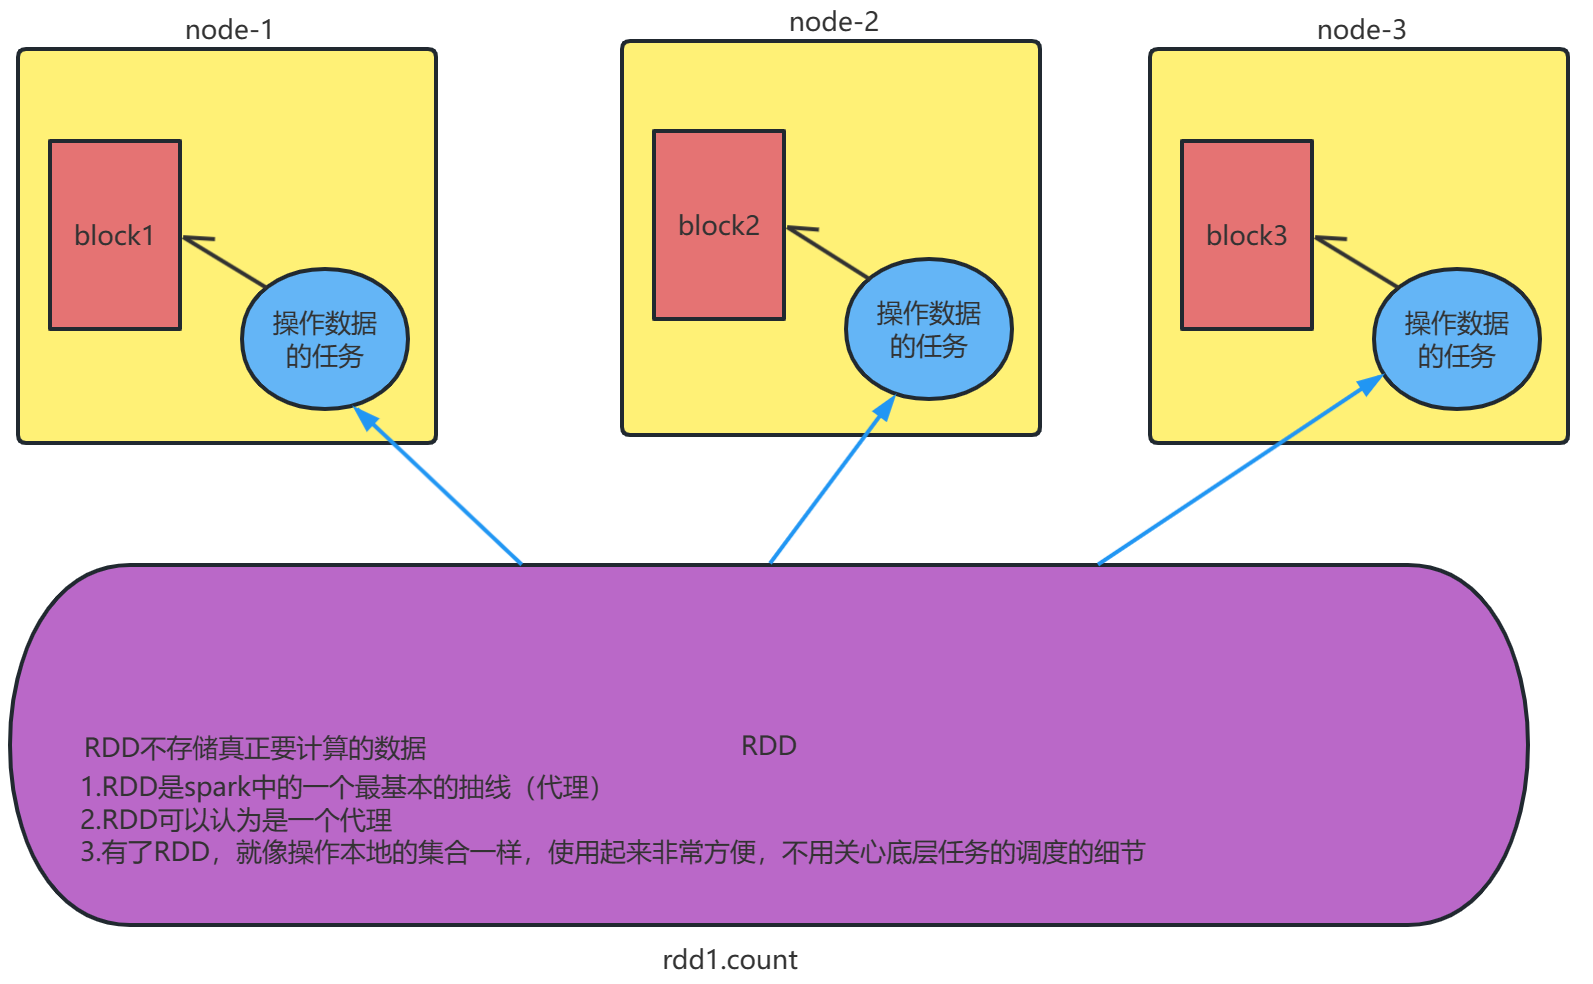 node-1
node-2
node-3
block1
操作数据
的任务
block2
操作数据
的任务
block3
操作数据
的任务
RDD不存储真正要计算的数据
RDD
1.RDD是spark中的一个最基本的抽线（代理）
2.RDD可以认为是一个代理
3.有了RDD，就像操作本地的集合一样，使用起来非常方便，不用关心底层任务的调度的细节
rdd1.count